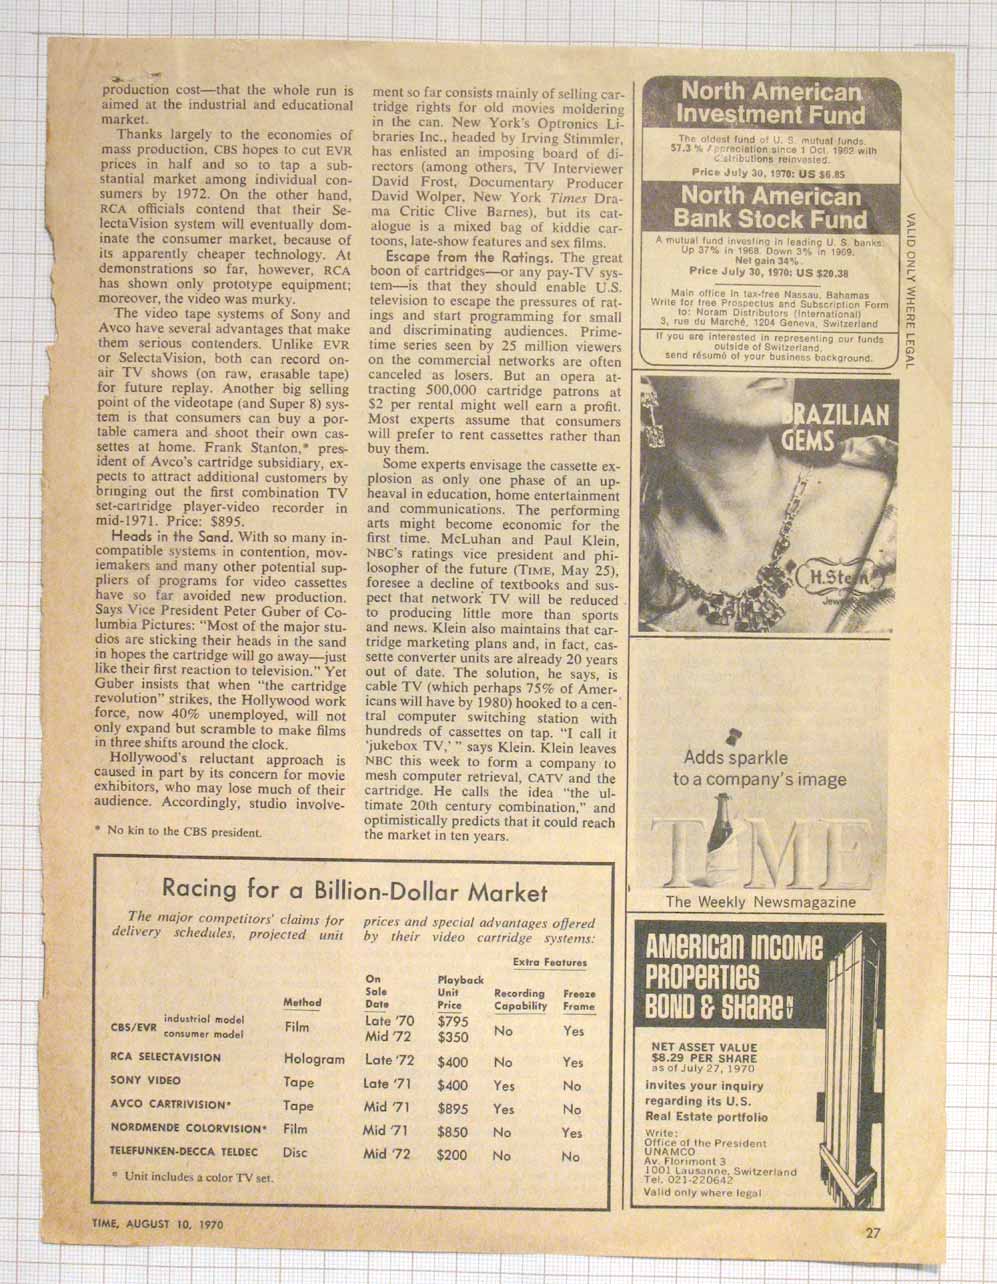 production cost—that the whole run is
aimed at the industrial and educational
market.
Thanks largely to the economies of
mass production, CBS hopes to cut EVR
prices in half and so to tap a sub-
stantial market among individual con-
sumers by 1972. On the other hand,
RCA officials contend that their Se-
lectaVision system will eventually dom-
inate the consumer market, because of
its apparently cheaper technology. At
demonstrations so far, however, RCA
has shown only prototype equipment;
moreover, the video was murky.
The video tape systems of Sony and
Avco have several advantages that make
them serious contenders. Unlike EVR
or SelectaVision, both can record on-
air TV shows (on raw, erasable tape)
for future replay. Another big selling
point of the videotape (and Super 8) sys-
tem is that consumers can buy a por-
table camera and shoot their own cas-
settes at home. Frank Stanton,* pres-
ident of Avco's cartridge subsidiary, ex-
pects to attract additional customers by
bringing out the first combination TV
set-cartridge player-video recorder in
mid-1971. Price: $895.
Heads in the Sand. With so many in-
compatible systems in contention, mov-
iemakers and many other potential sup-
pliers of programs for video cassettes
have so far avoided new production.
Says Vice President Peter Guber of Co-
lumbia Pictures: "Most of the major stu-
dios are sticking their heads in the sand
in hopes the cartridge will go away—just
like their first reaction to television." Yet
Guber insists that when "the cartridge
revolution" strikes, the Hollywood work
force, now 40% unemployed, will not
only expand but scramble to make films
in three shifts around the clock.
Hollywood's reluctant approach is
caused in part by its concern for movie
exhibitors, who may lose much of their
audience. Accordingly, studio involve-
* No kin to the CBS president.
ment so far consists mainly of selling car-
tridge rights for old movies moldering
in the can. New York's Optronics Li-
braries Inc., headed by Irving Stimmler,
has enlisted an imposing board of di-
rectors (among others, TV Interviewer
David Frost, Documentary Producer
David Wolper, New York Times Dra-
ma Critic Clive Barnes), but its cat-
alogue is a mixed bag of kiddie car-
toons, late-show features and sex films.
Escape from the Ratings. The great
boon of cartridges—or any pay-TV sys-
tem—is that they should enable U.S.
television to escape the pressures of rat-
ings and start programming for small
and discriminating audiences. Prime-
time series seen by 25 million viewers
on the commercial networks are often
canceled as losers. But an opera at-
tracting 500,000 cartridge patrons at
$2 per rental might well earn a profit.
Most experts assume that consumers
will prefer to rent cassettes rather than
buy them.
Some experts envisage the cassette ex-
plosion as only one phase of an up-
heaval in education, home entertainment
and communications. The performing
arts might become economic for the
first time. McLuhan and Paul Klein,
NBC's ratings vice president and phi-
losopher of the future (TIME, May 25),
foresee a decline of textbooks and sus-
pect that network TV will be reduced
to producing little more than sports
and news. Klein also maintains that car-
tridge marketing plans and, in fact, cas-
sette converter units are already 20 years
out of date. The solution, he says, is
cable TV (which perhaps 75% of Amer-
icans will have by 1980) hooked to a cen-
tral computer switching station with
hundreds of cassettes on tap. "I call it
'jukebox TV,' " says Klein. Klein leaves
NBC this week to form a company to
mesh computer retrieval, CATV and the
cartridge. He calls the idea "the ul-
timate 20th century combination," and
optimistically predicts that it could reach
the market in ten years.
Racing for a Billion-Dollar Market
The major competitors' claims for
delivery schedules, projected unit
prices and special advantages offered
by their video cartridge systems:
Extra Features
Method On Sale Date Playback Unit Price Recording Capability Freeze Frame
CBS/EVR industrial model consumer model Film Late '70 Mid '72 $795 $350 No Yes
RCA SELECTAVISION Hologram Late '72 $400 No Yes
SONY VIDEO Tape Late '71 $400 Yes No
AVCO CARTRIVISION* Tape Mid '71 $895 Yes No
NORDMENDE COLORVISION* Film Mid '71 $850 No Yes
TELEFUNKEN-DECCA TELDEC Disc Mid '72 $200 No No
* Unit includes a color TV set.
North American
Investment Fund
The oldest fund of U. S. mutual funds.
57.3 % Appreciation since 1 Oct. 1962 with
distributions reinvested.
Price July 30, 1970: US $6.85
North American
Bank Stock Fund
A mutual fund investing in leading U. S. banks.
Up 37% in 1968. Down 3% in 1969.
Net gain 34%.
Price July 30, 1970: US $20.38
Main office in tax-free Nassau, Bahamas
Write for free Prospectus and Subscription Form
to: Noram Distributors (International)
3, rue du Marché, 1204 Geneva, Switzerland
If you are interested in representing our funds
outside of Switzerland,
send résumé of your business background.
VALID ONLY WHERE LEGAL
BRAZILIAN
GEMS
H.Stern
Adds sparkle
to a company's image
TIME
The Weekly Newsmagazine
AMERICAN INCOME
PROPERTIES
BOND & SHARE NV
NET ASSET VALUE
$8.29 PER SHARE
as of July 27, 1970
invites your inquiry
regarding its U.S.
Real Estate portfolio
Write:
Office of the President
UNAMCO
Av. Florimont 3
1001 Lausanne, Switzerland
Tel. 021-220642
Valid only where legal
TIME, AUGUST 10, 1970
27